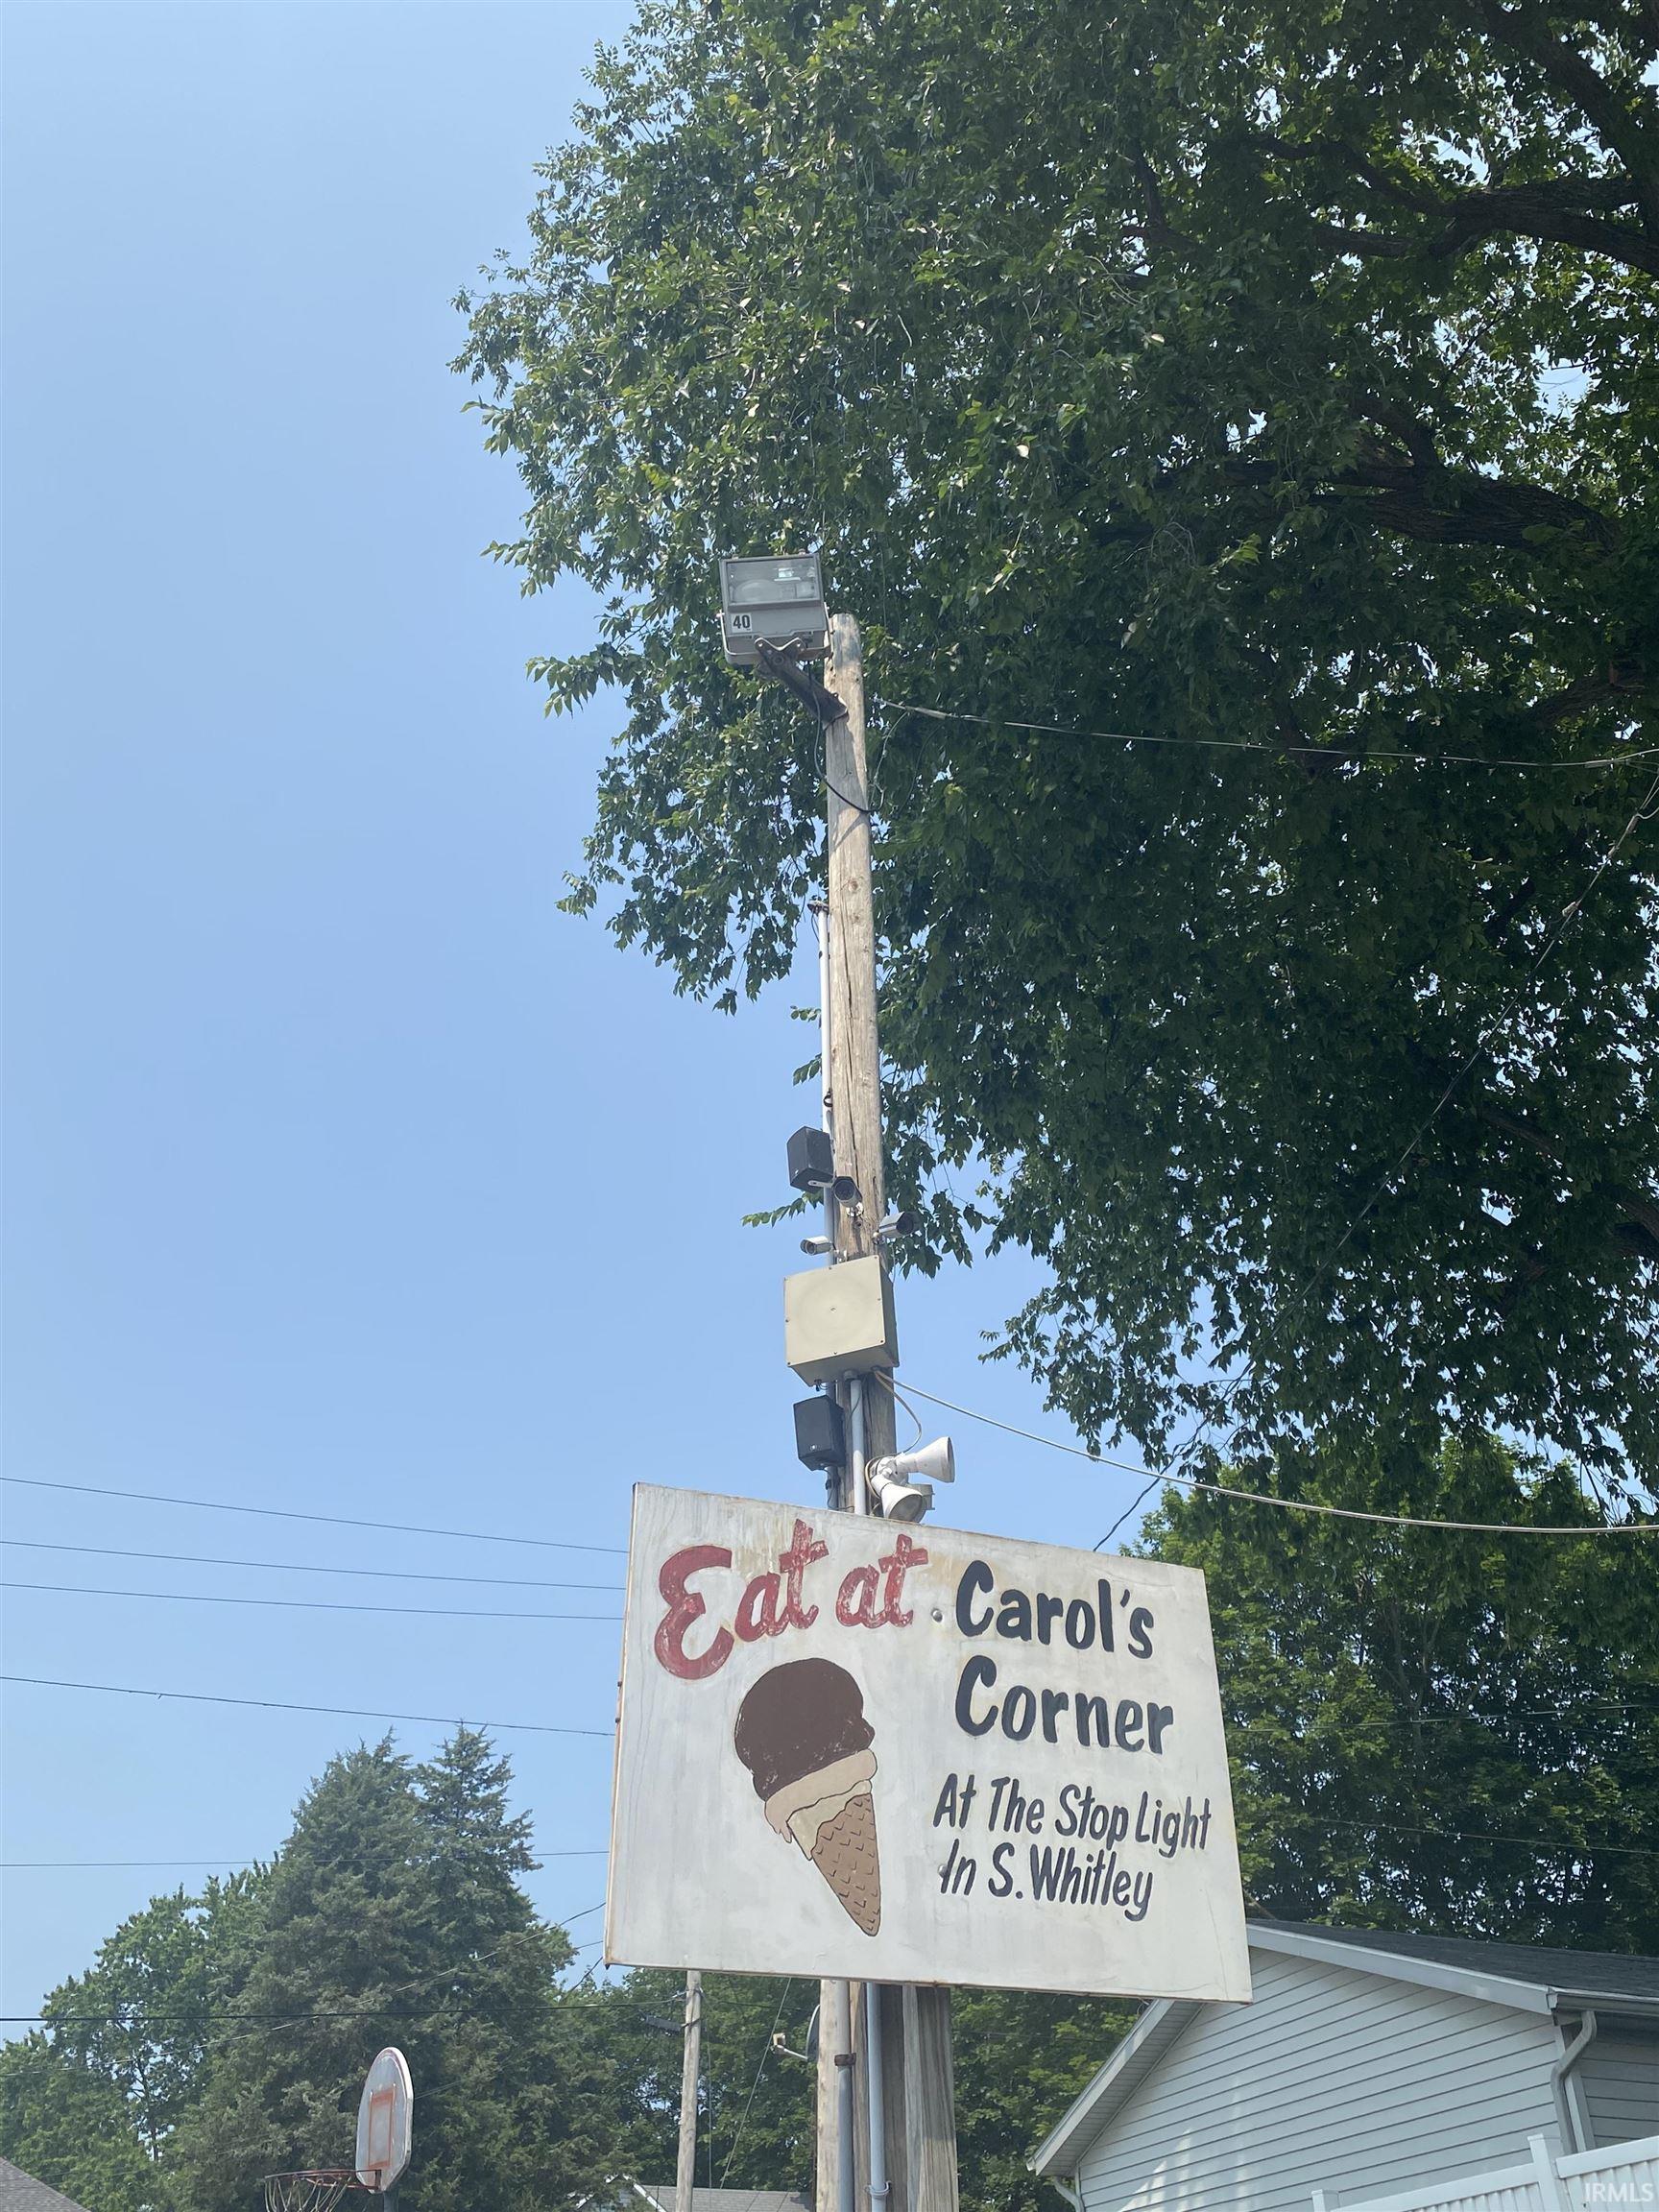 40
Eat at Carol's
Corner
At The Stop Light
In S. Whitley
IRMLS